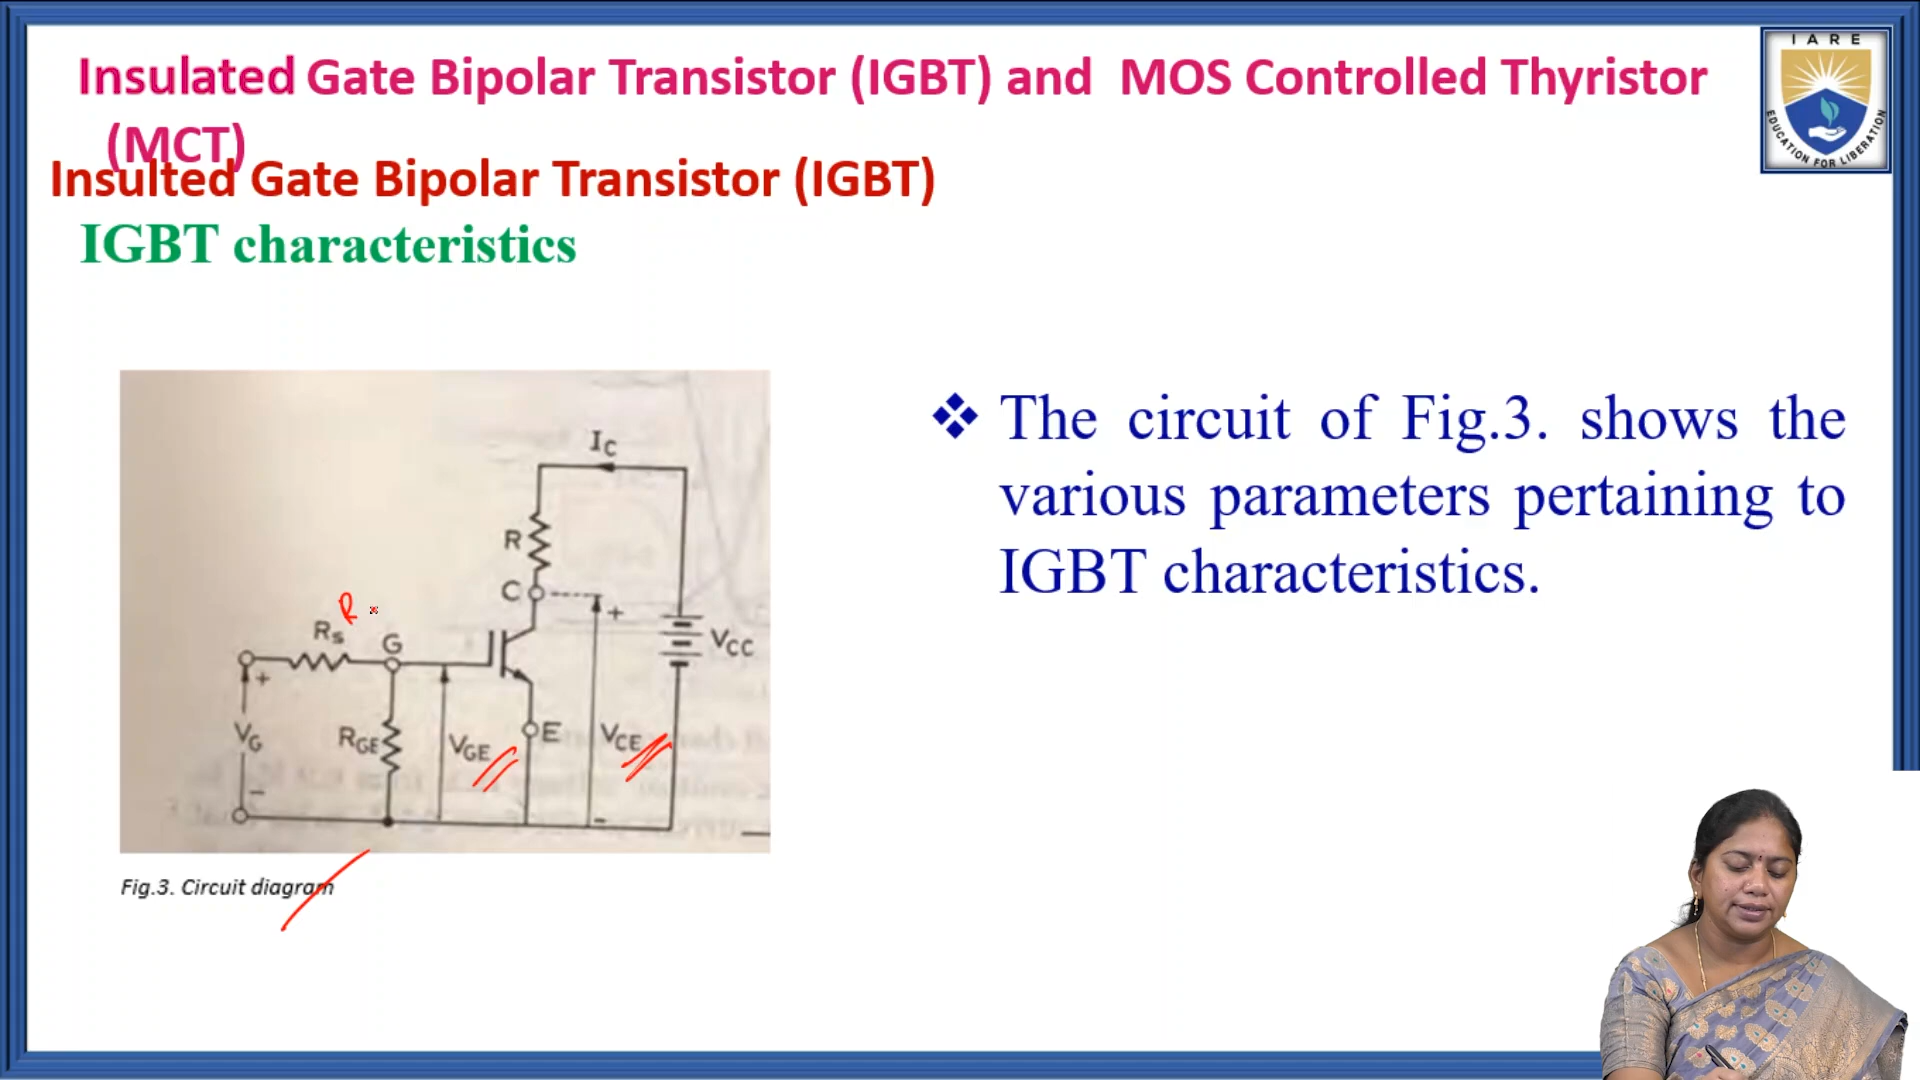 Insulated Gate Bipolar Transistor (IGBT) and MOS Controlled Thyristor
(MCT)
Insulted Gate Bipolar Transistor (IGBT)
IGBT characteristics
IARE
EDUCATION FOR LIBERATION
❖ The circuit of Fig.3. shows the
various parameters pertaining to
IGBT characteristics.
IC
R
C
+
VCC
R
RS
G
+
VG
RGE
VGE
E
VCE
-
-
Fig.3. Circuit diagram